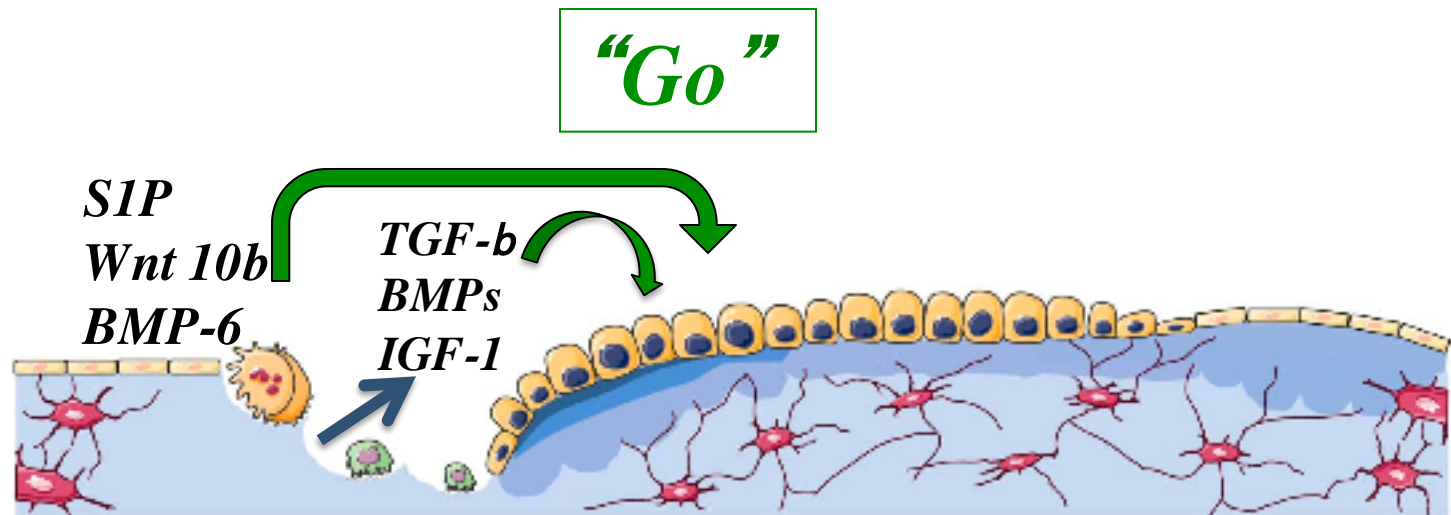 “Go”
S1P
Wnt 10b
BMP-6
TGF-b
BMPs
IGF-1